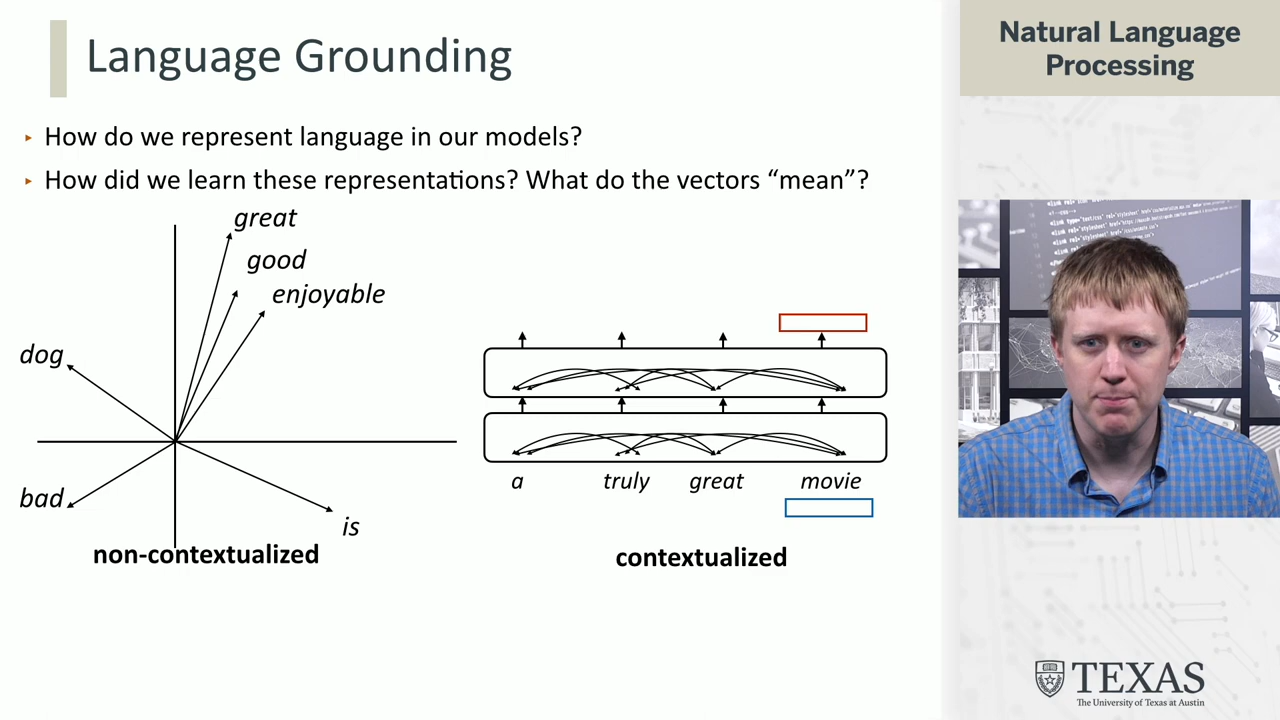 Language Grounding
How do we represent language in our models?
How did we learn these representations? What do the vectors “mean”?
great
good
enjoyable
dog
bad
is
non-contextualized
a truly great movie
contextualized
Natural Language
Processing
TEXAS
The University of Texas at Austin